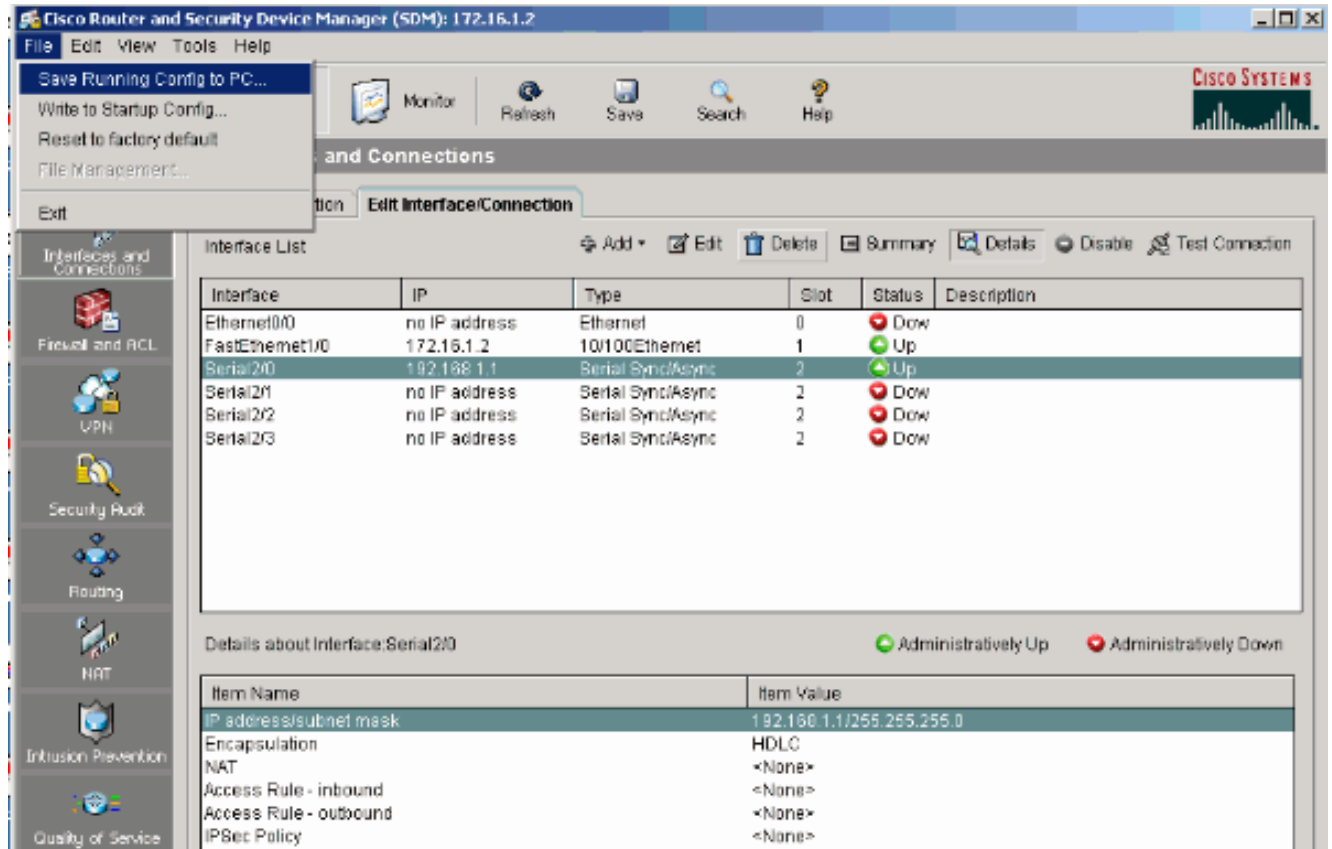 Cisco Router and Security Device Manager (SDM): 172.16.1.2
File Edit View Tools Help
Save Running Config to PC...
Write to Startup Config...
Reset to factory default
File Management...
Exit
Monitor Refresh Save Search Help
CISCO SYSTEMS
and Connections
tion Edit Interface/Connection
Interfaces and
Connections
Firewall and ACL
VPN
Security Audit
Routing
NAT
Intrusion Prevention
Quality of Service
Interface List Add Edit Delete Summary Details Disable Test Connection
Interface IP Type Slot Status Description
Ethernet0/0 no IP address Ethernet 0 Dow
FastEthernet1/0 172.16.1.2 10/100Ethernet 1 Up
Serial2/0 192.168.1.1 Serial Sync/Async 2 Up
Serial2/1 no IP address Serial Sync/Async 2 Dow
Serial2/2 no IP address Serial Sync/Async 2 Dow
Serial2/3 no IP address Serial Sync/Async 2 Dow
Details about Interface:Serial2/0 Administratively Up Administratively Down
Item Name Item Value
IP address/subnet mask 192.168.1.1/255.255.255.0
Encapsulation HDLC
NAT <None>
Access Rule - inbound <None>
Access Rule - outbound <None>
IPSec Policy <None>